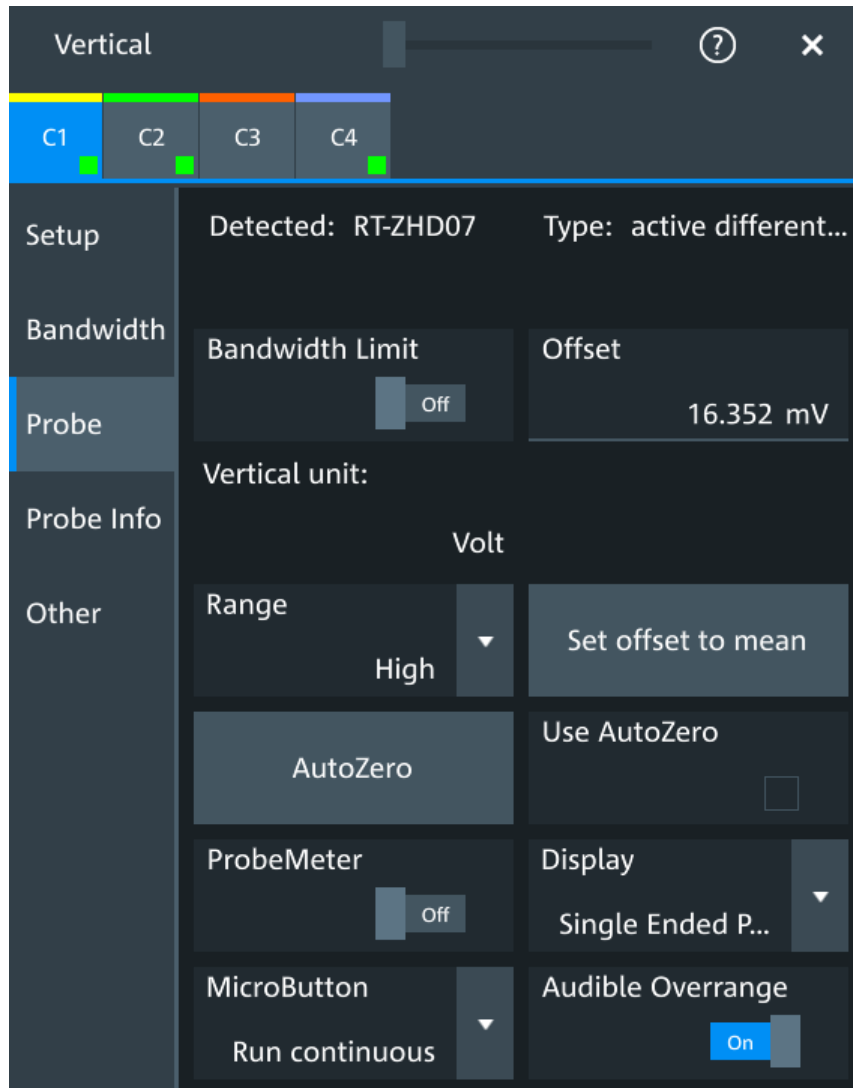 Vertical
?
C1 C2 C3 C4
Setup
Bandwidth
Probe
Probe Info
Other
Detected: RT-ZHD07 Type: active different...
Bandwidth Limit
Off
Offset
16.352 mV
Vertical unit:
Volt
Range
High
Set offset to mean
AutoZero
Use AutoZero
ProbeMeter
Off
Display
Single Ended P...
MicroButton
Run continuous
Audible Overrange
On